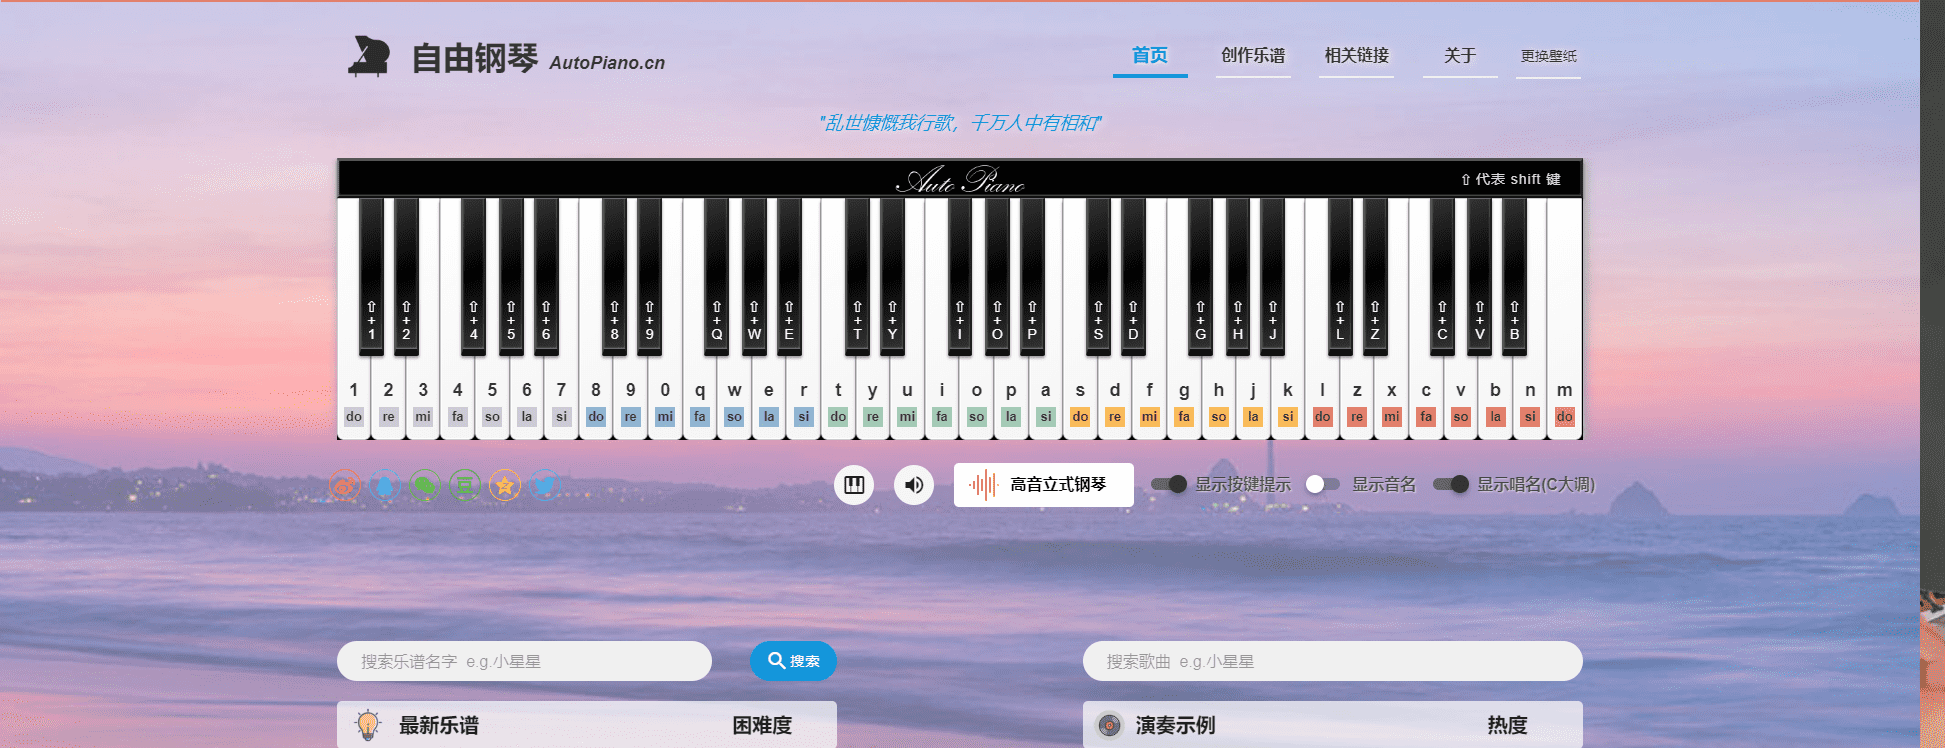 自由钢琴 AutoPiano.cn
首页 创作乐谱 相关链接 关于 更换壁纸
"乱世慷慨我行歌，千万人中有相和"
Auto Piano ⇧ 代表 shift 键
⇧+1 ⇧+2 ⇧+4 ⇧+5 ⇧+6 ⇧+8 ⇧+9 ⇧+Q ⇧+W ⇧+E ⇧+T ⇧+Y ⇧+I ⇧+O ⇧+P ⇧+S ⇧+D ⇧+G ⇧+H ⇧+J ⇧+L ⇧+Z ⇧+C ⇧+V ⇧+B
1 2 3 4 5 6 7 8 9 0 q w e r t y u i o p a s d f g h j k l z x c v b n m
do re mi fa so la si do re mi fa so la si do re mi fa so la si do re mi fa so la si do re mi fa so la si do
豆 高音立式钢琴 显示按键提示 显示音名 显示唱名(C大调)
搜索乐谱名字 e.g.小星星 搜索 搜索歌曲 e.g.小星星
最新乐谱 困难度 演奏示例 热度